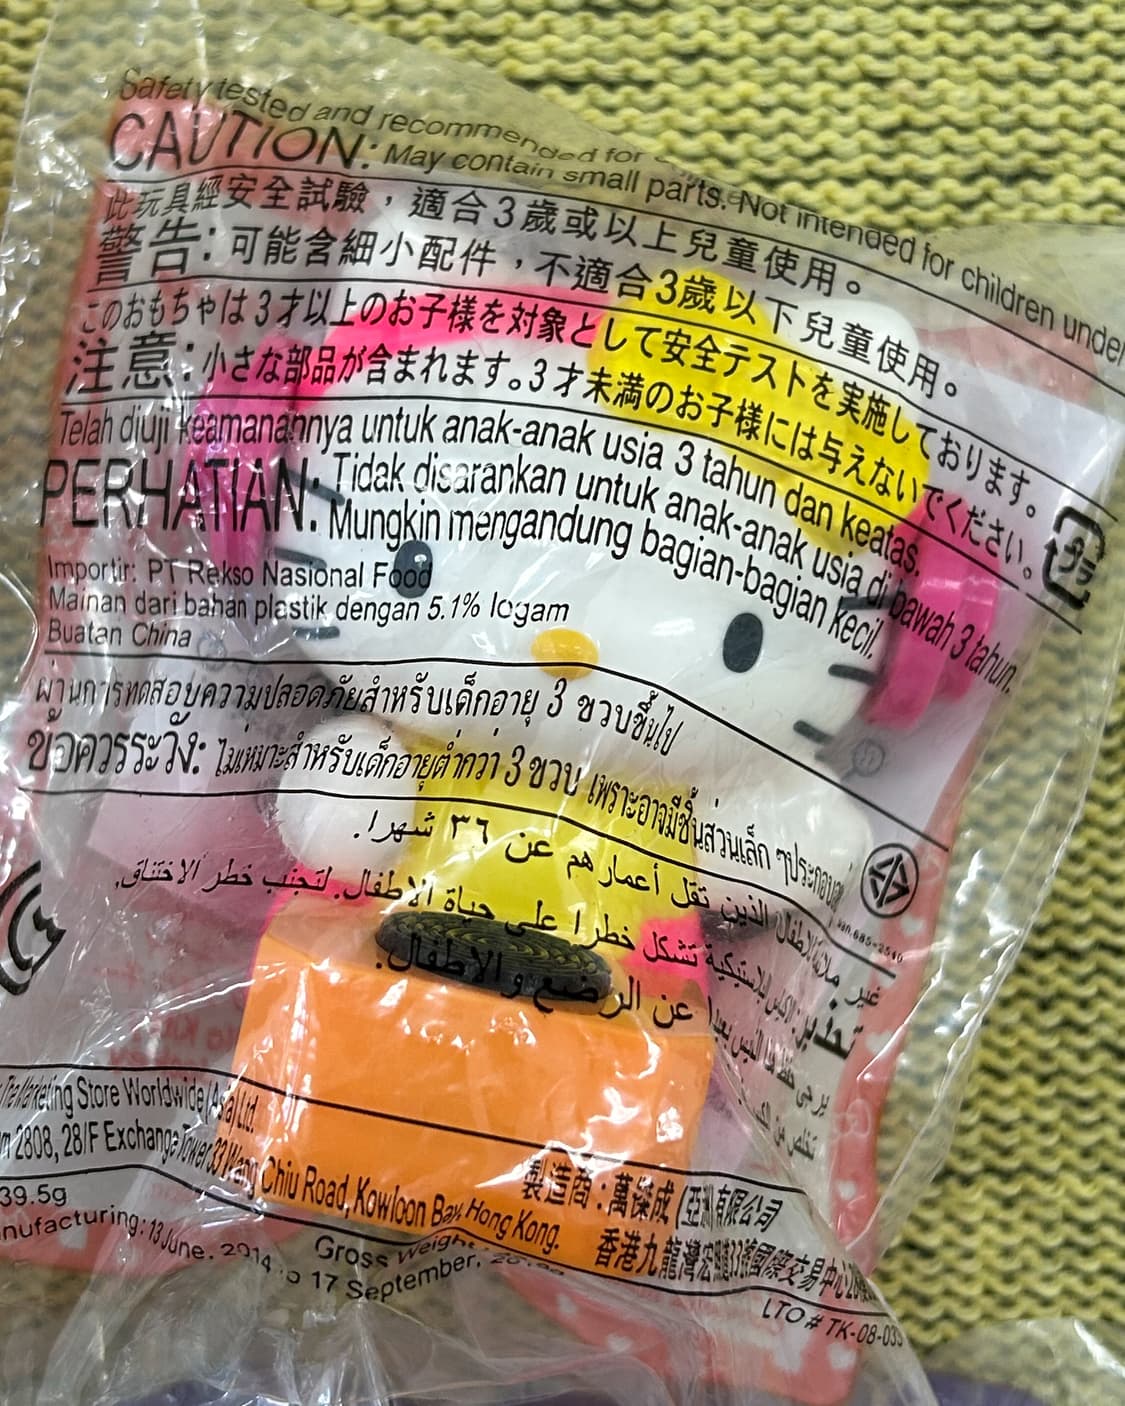 Safety tested and recommended for
CAUTION: May contain small parts. Not intended for children under
此玩具經安全試驗，適合3歲或以上兒童使用。
警告: 可能含細小配件，不適合3歲以下兒童使用。
このおもちゃは3才以上のお子様を対象として安全テストを実施しております。
注意: 小さな部品が含まれます。3才未満のお子様には与えないでください。
プラ
Telah diuji keamanannya untuk anak-anak usia 3 tahun dan keatas.
PERHATIAN: Tidak disarankan untuk anak-anak usia di bawah 3 tahun.
Mungkin mengandung bagian-bagian kecil.
Importir: PT Rekso Nasional Food
Mainan dari bahan plastik dengan 5.1% logam
Buatan China
ผ่านการทดสอบความปลอดภัยสำหรับเด็กอายุ 3 ขวบขึ้นไป
ข้อควรระวัง: ไม่เหมาะสำหรับเด็กอายุต่ำกว่า 3 ขวบ เพราะอาจมีชิ้นส่วนเล็ก ๆประกอบ
للاطفال الذين تقل أعمارهم عن ٣٦ شهرا.
تحذير: الاكياس البلاستيكية تشكل خطرا على حياة الاطفال. لتجنب خطر الاختناق,
عن الرضع و الاطفال.
The Marketing Store Worldwide (Asia) Ltd.
2808, 28/F Exchange Tower 33 Wang Chiu Road, Kowloon Bay, Hong Kong.
製造商：萬鎵成(亞洲)有限公司
香港九龍灣宏照道33號國際交易中心28樓
39.5g
Gross Weight:
nufacturing: 13 June, 2014 to 17 September,
LTO # TK-08-033